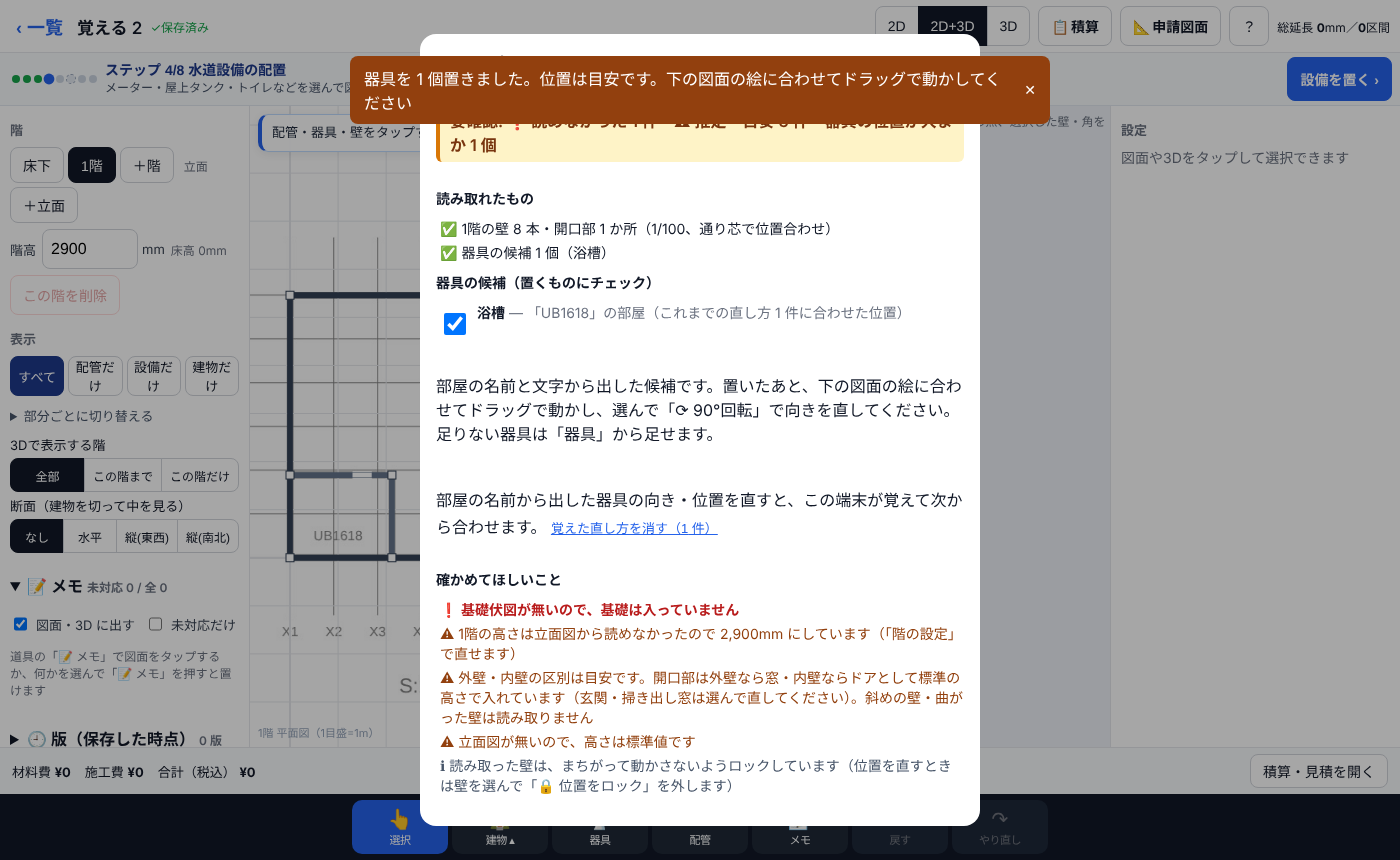 ‹ 一覧 覚える 2 ✓保存済み
2D 2D+3D 3D 📋積算 📐申請図面 ? 総延長 0mm／0区間
ステップ 4/8 水道設備の配置
メーター・屋上タンク・トイレなどを選んで
設備を置く ›
器具を 1 個置きました。位置は目安です。下の図面の絵に合わせてドラッグで動かしてく
ださい
×
階
床下 1階 ＋階 立面
＋立面
階高 2900 mm 床高 0mm
この階を削除
表示
すべて 配管だけ 設備だけ 建物だけ
▶ 部分ごとに切り替える
3Dで表示する階
全部 この階まで この階だけ
断面（建物を切って中を見る）
なし 水平 縦(東西) 縦(南北)
▼ 📝 メモ 未対応 0 / 全 0
図面・3D に出す 未対応だけ
道具の「📝 メモ」で図面をタップする
か、何かを選んで「📝 メモ」を押すと置
けます
▶ 🕘 版（保存した時点） 0 版
配管・器具・壁をタップ
UB1618
X1 X2 X3
S:
1階 平面図（1目盛=1m）
か 1 個
読み取れたもの
✅ 1階の壁 8 本・開口部 1 か所（1/100、通り芯で位置合わせ）
✅ 器具の候補 1 個（浴槽）
器具の候補（置くものにチェック）
浴槽 — 「UB1618」の部屋（これまでの直し方 1 件に合わせた位置）
部屋の名前と文字から出した候補です。置いたあと、下の図面の絵に合わ
せてドラッグで動かし、選んで「⟳ 90°回転」で向きを直してください。
足りない器具は「器具」から足せます。
部屋の名前から出した器具の向き・位置を直すと、この端末が覚えて次か
ら合わせます。 覚えた直し方を消す（1 件）
確かめてほしいこと
❗ 基礎伏図が無いので、基礎は入っていません
⚠ 1階の高さは立面図から読めなかったので 2,900mm にしています（「階の設定」
で直せます）
⚠ 外壁・内壁の区別は目安です。開口部は外壁なら窓・内壁ならドアとして標準の
高さで入れています（玄関・掃き出し窓は選んで直してください）。斜めの壁・曲が
った壁は読み取りません
⚠ 立面図が無いので、高さは標準値です
ℹ 読み取った壁は、まちがって動かさないようロックしています（位置を直すとき
は壁を選んで「🔒 位置をロック」を外します）
選択した壁・角を
設定
図面や3Dをタップして選択できます
材料費 ¥0 施工費 ¥0 合計（税込） ¥0
積算・見積を開く
選択 建物▲ 器具 配管 メモ 戻す やり直し